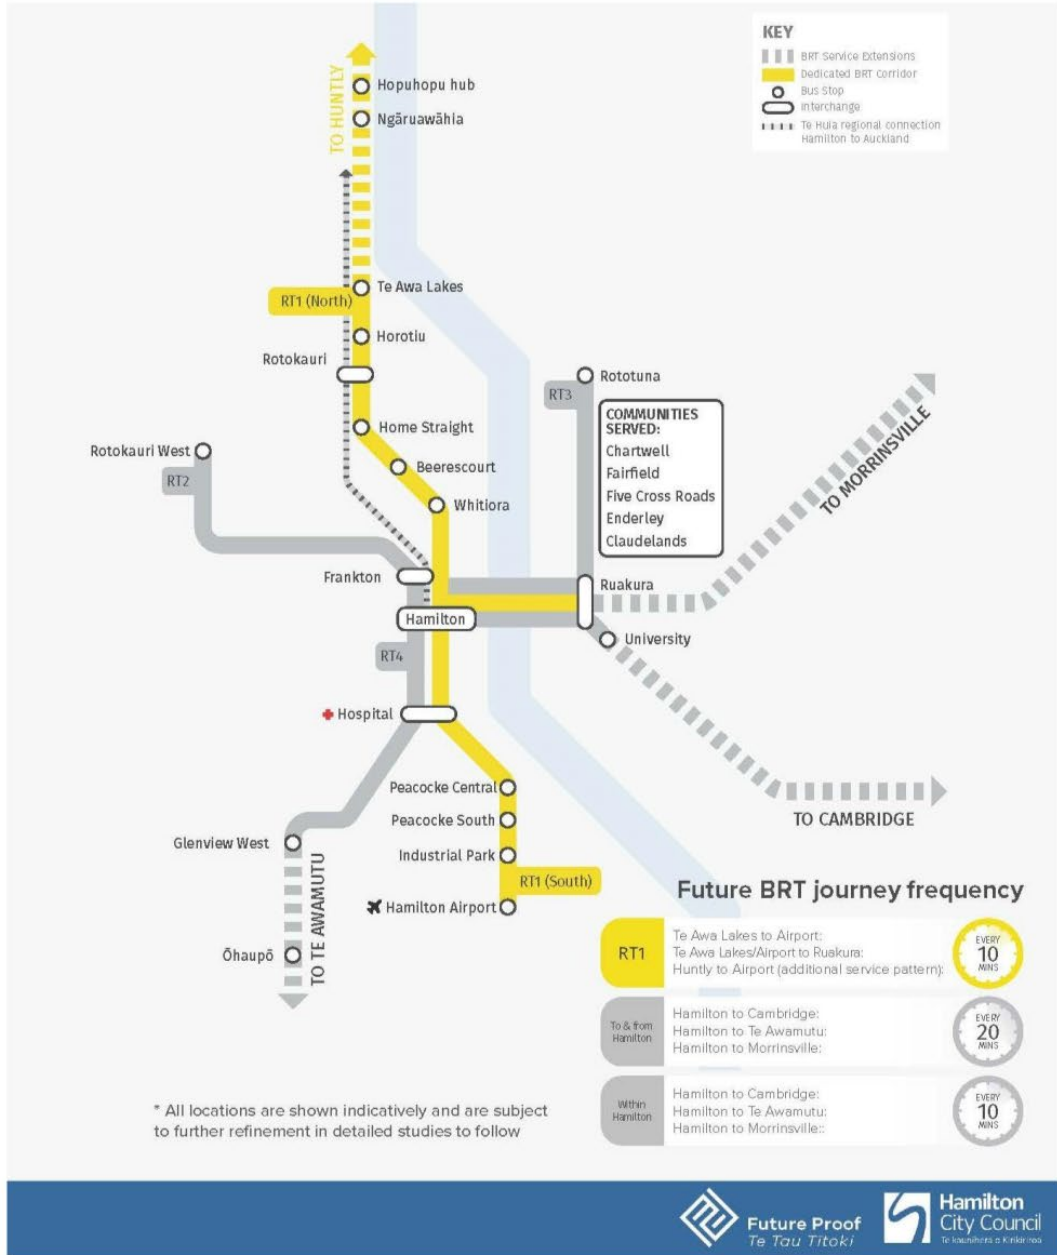 KEY
BRT Service Extensions
Dedicated BRT Corridor
Bus Stop
Interchange
Te Huia regional connection
Hamilton to Auckland
TO HUNTLY
Hopuhopu hub
Ngāruawāhia
Te Awa Lakes
RT1 (North)
Horotiu
Rotokauri
Rototuna
RT3
COMMUNITIES
SERVED:
Chartwell
Fairfield
Five Cross Roads
Enderley
Claudelands
TO MORRINSVILLE
Home Straight
Rotokauri West
Beerescourt
RT2
Whitiora
Frankton
Ruakura
Hamilton
University
RT4
Hospital
Peacocke Central
Peacocke South
TO CAMBRIDGE
Glenview West
Industrial Park
RT1 (South)
Hamilton Airport
Ōhaupō
TO TE AWAMUTU
Future BRT journey frequency
RT1
Te Awa Lakes to Airport:
Te Awa Lakes/Airport to Ruakura:
Huntly to Airport (additional service pattern):
EVERY
10
MINS
To & from
Hamilton
Hamilton to Cambridge:
Hamilton to Te Awamutu:
Hamilton to Morrinsville:
EVERY
20
MINS
Within
Hamilton
Hamilton to Cambridge:
Hamilton to Te Awamutu:
Hamilton to Morrinsville::
EVERY
10
MINS
* All locations are shown indicatively and are subject
to further refinement in detailed studies to follow
Future Proof
Te Tau Titoki
Hamilton
City Council
Te kaunihera o Kirikiriroa